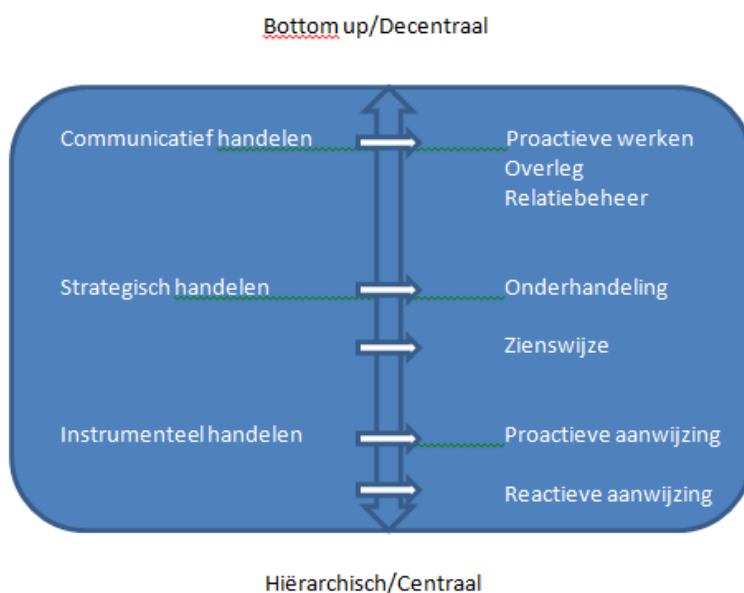 Bottom up/Decentraal
Communicatief handelen
Proactieve werken
Overleg
Relatiebeheer
Strategisch handelen
Onderhandeling
Zienswijze
Instrumenteel handelen
Proactieve aanwijzing
Reactieve aanwijzing
Hiërarchisch/Centraal